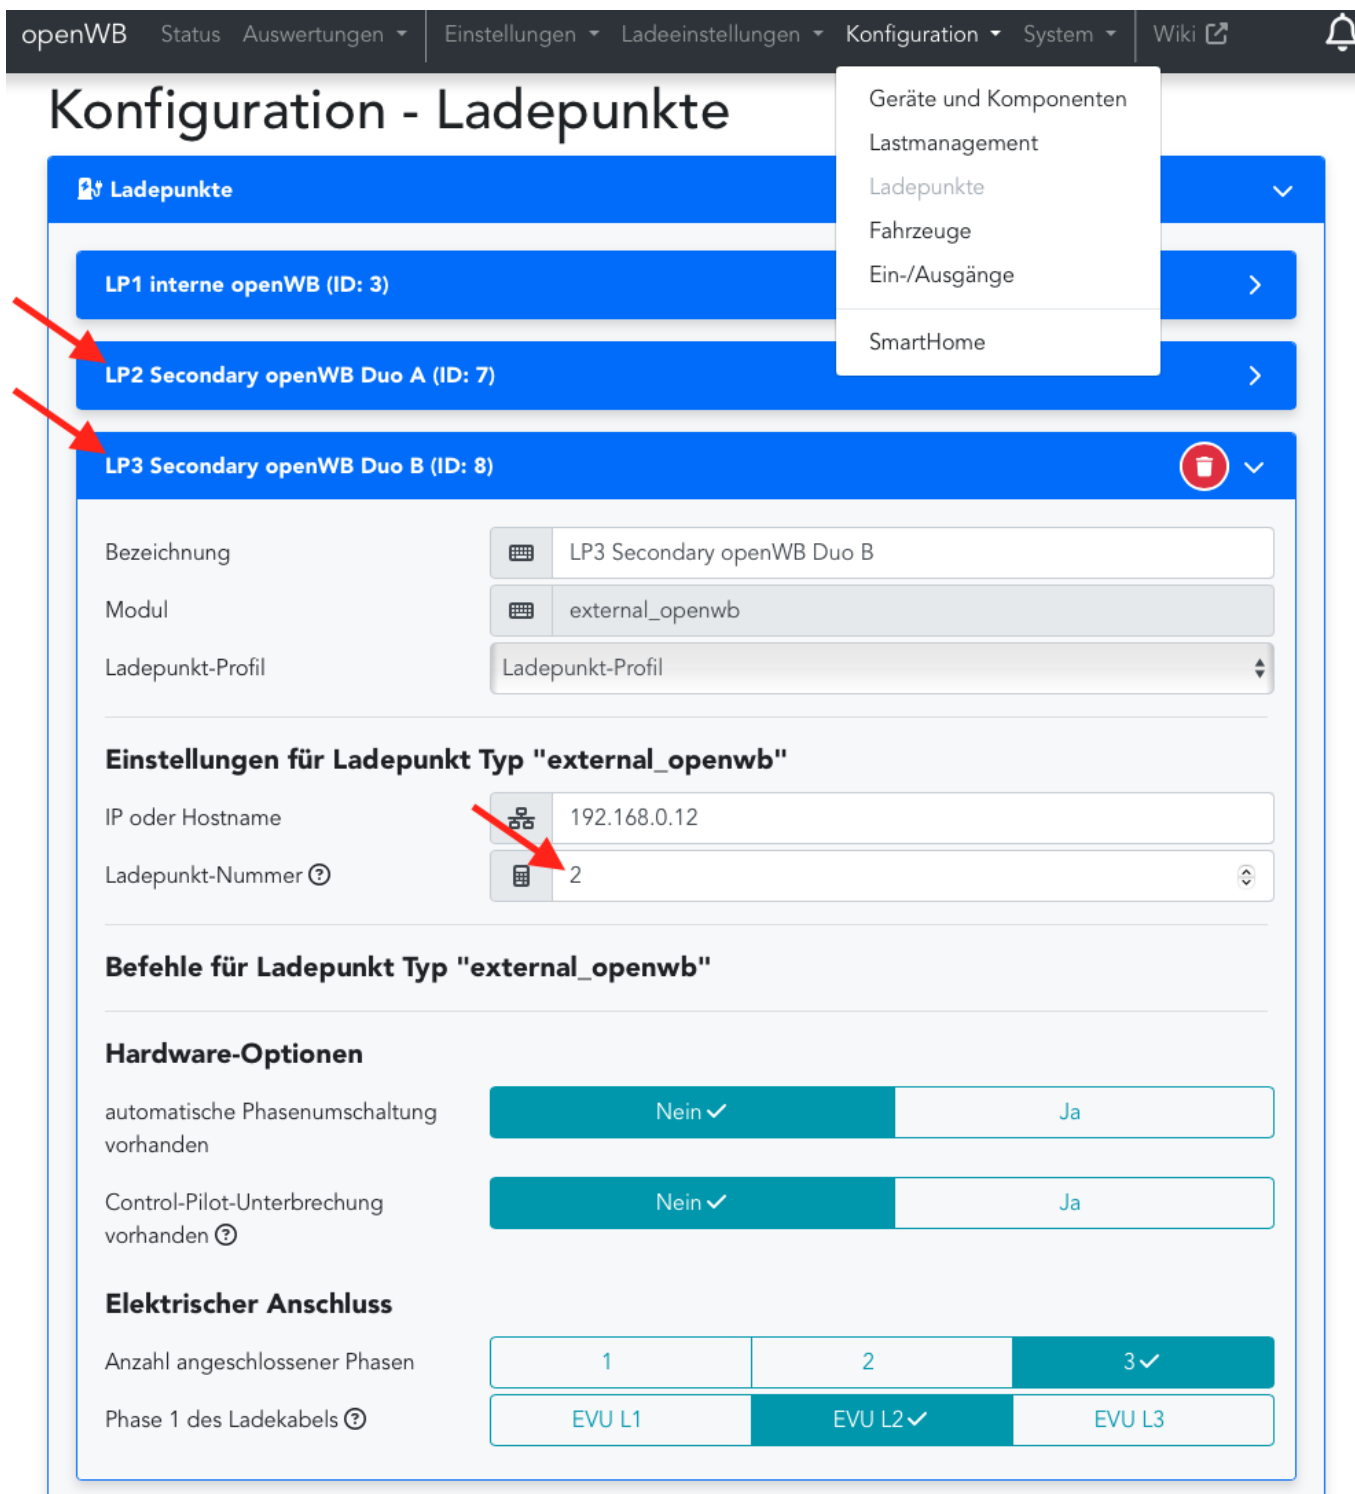 openWB Status Auswertungen Einstellungen Ladeeinstellungen Konfiguration System Wiki
Geräte und Komponenten
Lastmanagement
Ladepunkte
Fahrzeuge
Ein-/Ausgänge
SmartHome
Konfiguration - Ladepunkte
Ladepunkte
LP1 interne openWB (ID: 3)
LP2 Secondary openWB Duo A (ID: 7)
LP3 Secondary openWB Duo B (ID: 8)
Bezeichnung LP3 Secondary openWB Duo B
Modul external_openwb
Ladepunkt-Profil Ladepunkt-Profil
Einstellungen für Ladepunkt Typ "external_openwb"
IP oder Hostname 192.168.0.12
Ladepunkt-Nummer 2
Befehle für Ladepunkt Typ "external_openwb"
Hardware-Optionen
automatische Phasenumschaltung
vorhanden
Nein Ja
Control-Pilot-Unterbrechung
vorhanden
Nein Ja
Elektrischer Anschluss
Anzahl angeschlossener Phasen 1 2 3
Phase 1 des Ladekabels EVU L1 EVU L2 EVU L3